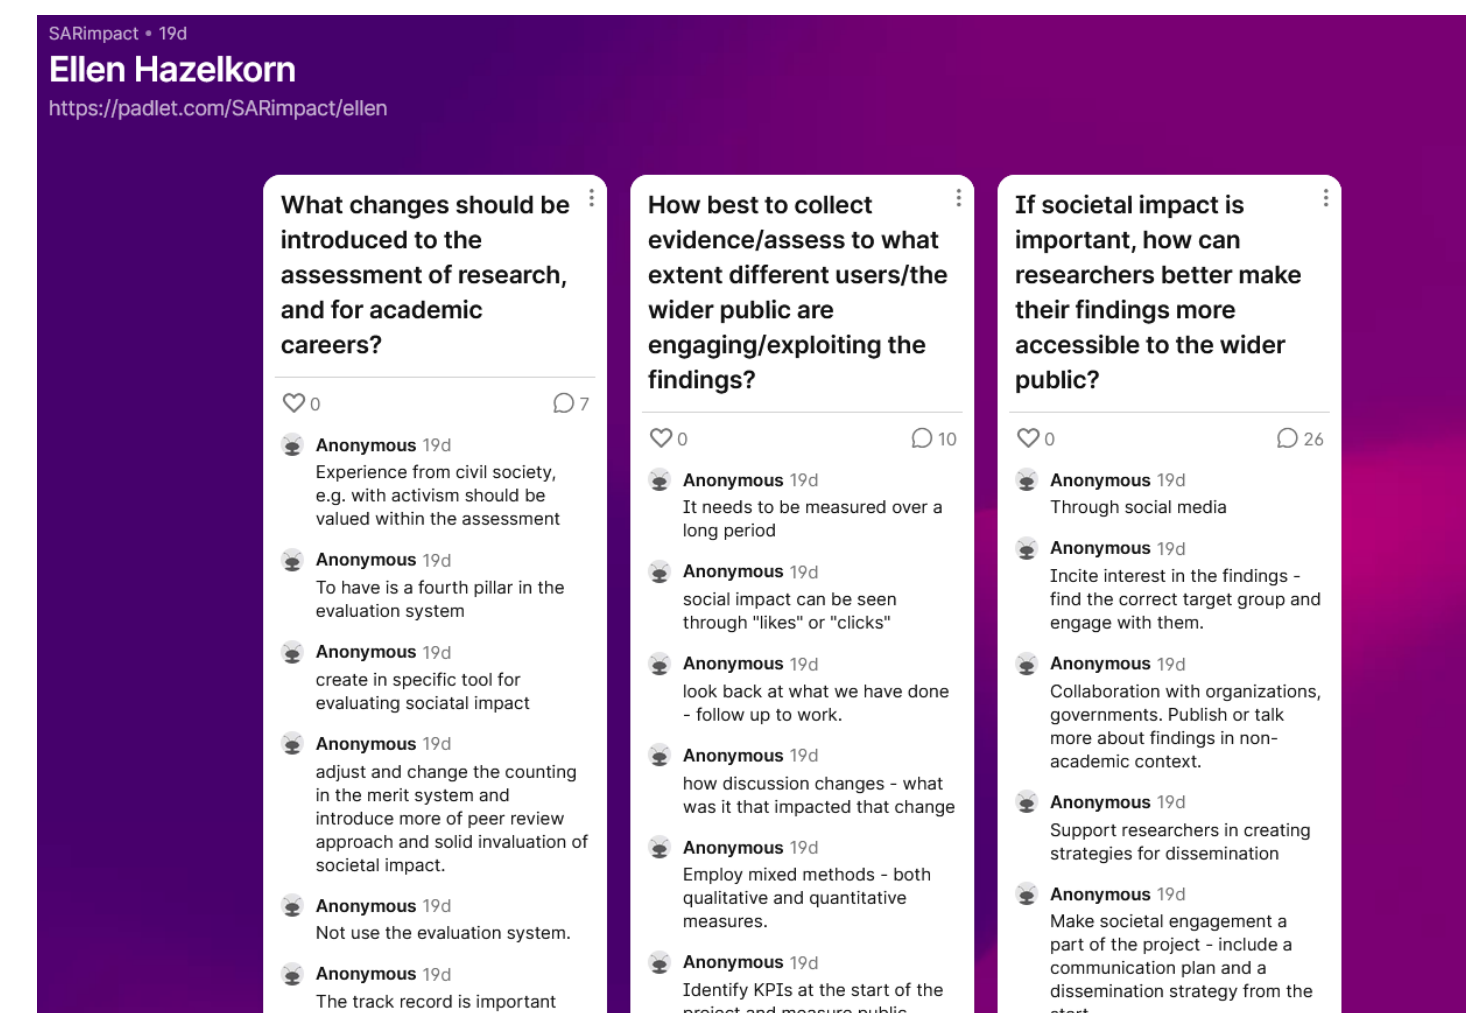 SARimpact • 19d
Ellen Hazelkorn
https://padlet.com/SARimpact/ellen
What changes should be
introduced to the
assessment of research,
and for academic
careers?
0
7
Anonymous 19d
Experience from civil society,
e.g. with activism should be
valued within the assessment
Anonymous 19d
To have is a fourth pillar in the
evaluation system
Anonymous 19d
create in specific tool for
evaluating sociatal impact
Anonymous 19d
adjust and change the counting
in the merit system and
introduce more of peer review
approach and solid invaluation of
societal impact.
Anonymous 19d
Not use the evaluation system.
Anonymous 19d
The track record is important
How best to collect
evidence/assess to what
extent different users/the
wider public are
engaging/exploiting the
findings?
0
10
Anonymous 19d
It needs to be measured over a
long period
Anonymous 19d
social impact can be seen
through "likes" or "clicks"
Anonymous 19d
look back at what we have done
- follow up to work.
Anonymous 19d
how discussion changes - what
was it that impacted that change
Anonymous 19d
Employ mixed methods - both
qualitative and quantitative
measures.
Anonymous 19d
Identify KPIs at the start of the
project and measure public
If societal impact is
important, how can
researchers better make
their findings more
accessible to the wider
public?
0
26
Anonymous 19d
Through social media
Anonymous 19d
Incite interest in the findings -
find the correct target group and
engage with them.
Anonymous 19d
Collaboration with organizations,
governments. Publish or talk
more about findings in non-
academic context.
Anonymous 19d
Support researchers in creating
strategies for dissemination
Anonymous 19d
Make societal engagement a
part of the project - include a
communication plan and a
dissemination strategy from the
start